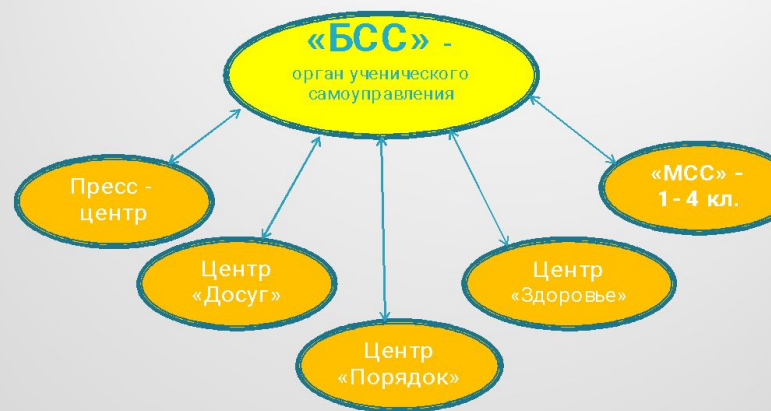 «БСС» -
орган ученического
самоуправления
Пресс -
центр
«МСС» -
1- 4 кл.
Центр
«Досуг»
Центр
«Здоровье»
Центр
«Порядок»